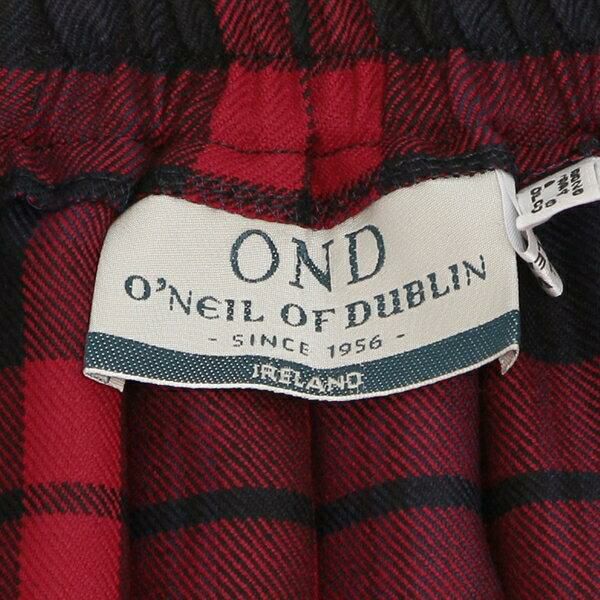 OND
O'NEIL OF DUBLIN
- SINCE 1956 -
IRELAND